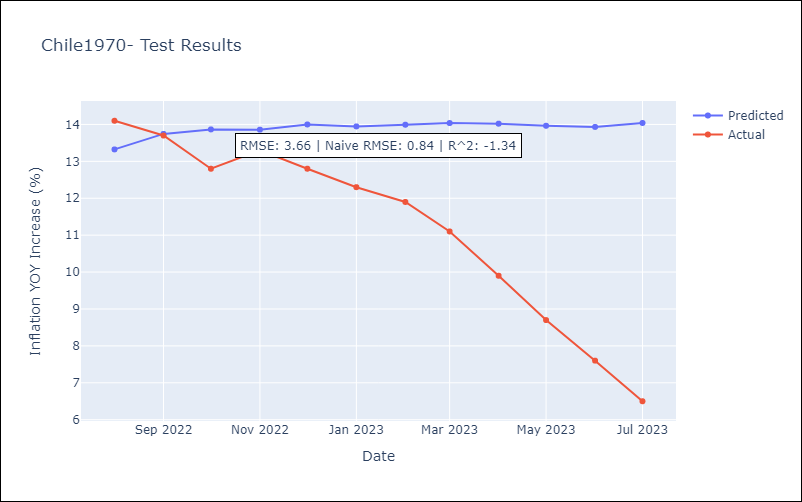 Chile1970- Test Results
Predicted
Actual
14
13
12
11
10
9
8
7
6
RMSE: 3.66 | Naive RMSE: 0.84 | R^2: -1.34
Inflation YOY Increase (%)
Sep 2022 Nov 2022 Jan 2023 Mar 2023 May 2023 Jul 2023
Date